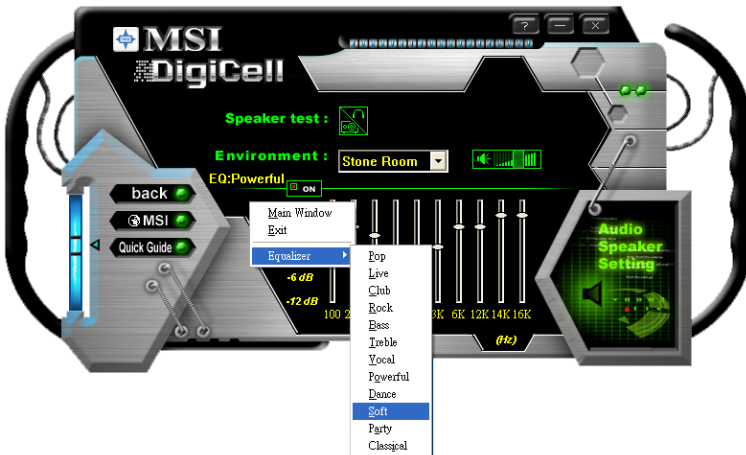 MSI
DigiCell
?
Speaker test :
Environment :
Stone Room
EQ:Powerful
ON
back
MSI
Quick Guide
Main Window
Exit
Equalizer
-6 dB
-12 dB
100
3K 6K 12K 14K 16K
(Hz)
Pop
Live
Club
Rock
Bass
Treble
Vocal
Powerful
Dance
Soft
Party
Classical
Audio
Speaker
Setting